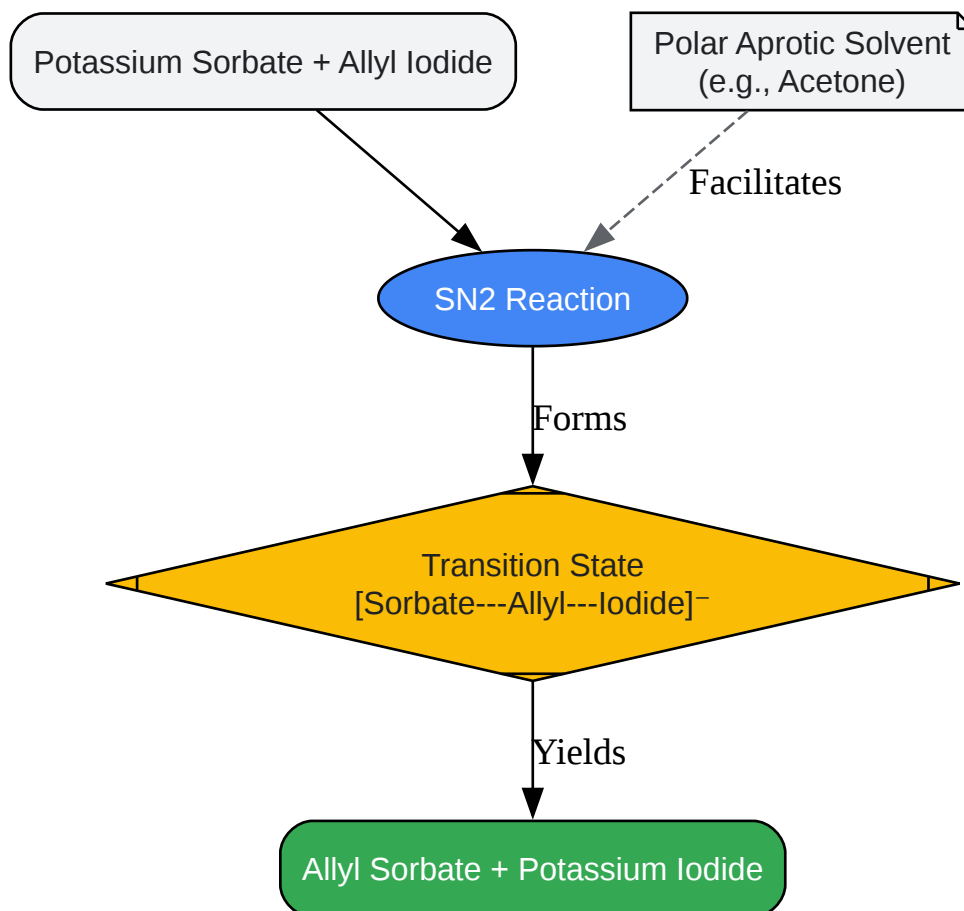 Potassium Sorbate + Allyl Iodide
Polar Aprotic Solvent
(e.g., Acetone)
Facilitates
SN2 Reaction
Forms
Transition State
[Sorbate---Allyl---Iodide]⁻
Yields
Allyl Sorbate + Potassium Iodide